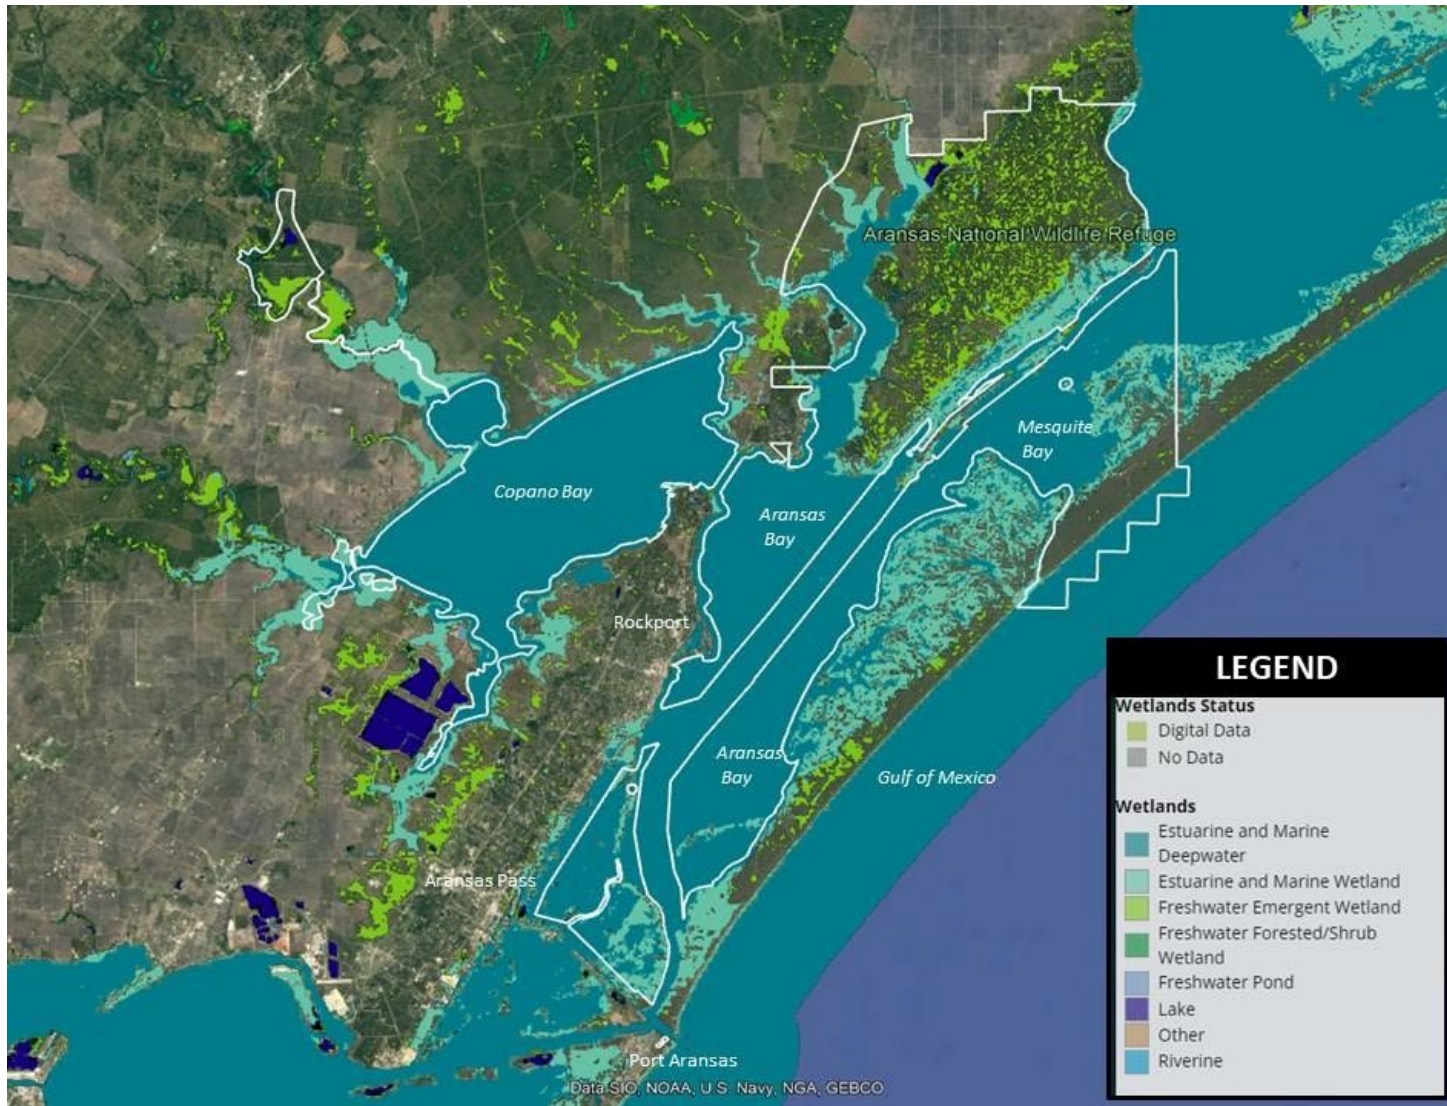 Aransas National Wildlife Refuge
Mesquite
Bay
Copano Bay
Aransas
Bay
Rockport
Aransas
Bay
Gulf of Mexico
Aransas Pass
Port Aransas
Data SIO, NOAA, U.S. Navy, NGA, GEBCO
LEGEND
Wetlands Status
Digital Data
No Data
Wetlands
Estuarine and Marine
Deepwater
Estuarine and Marine Wetland
Freshwater Emergent Wetland
Freshwater Forested/Shrub
Wetland
Freshwater Pond
Lake
Other
Riverine